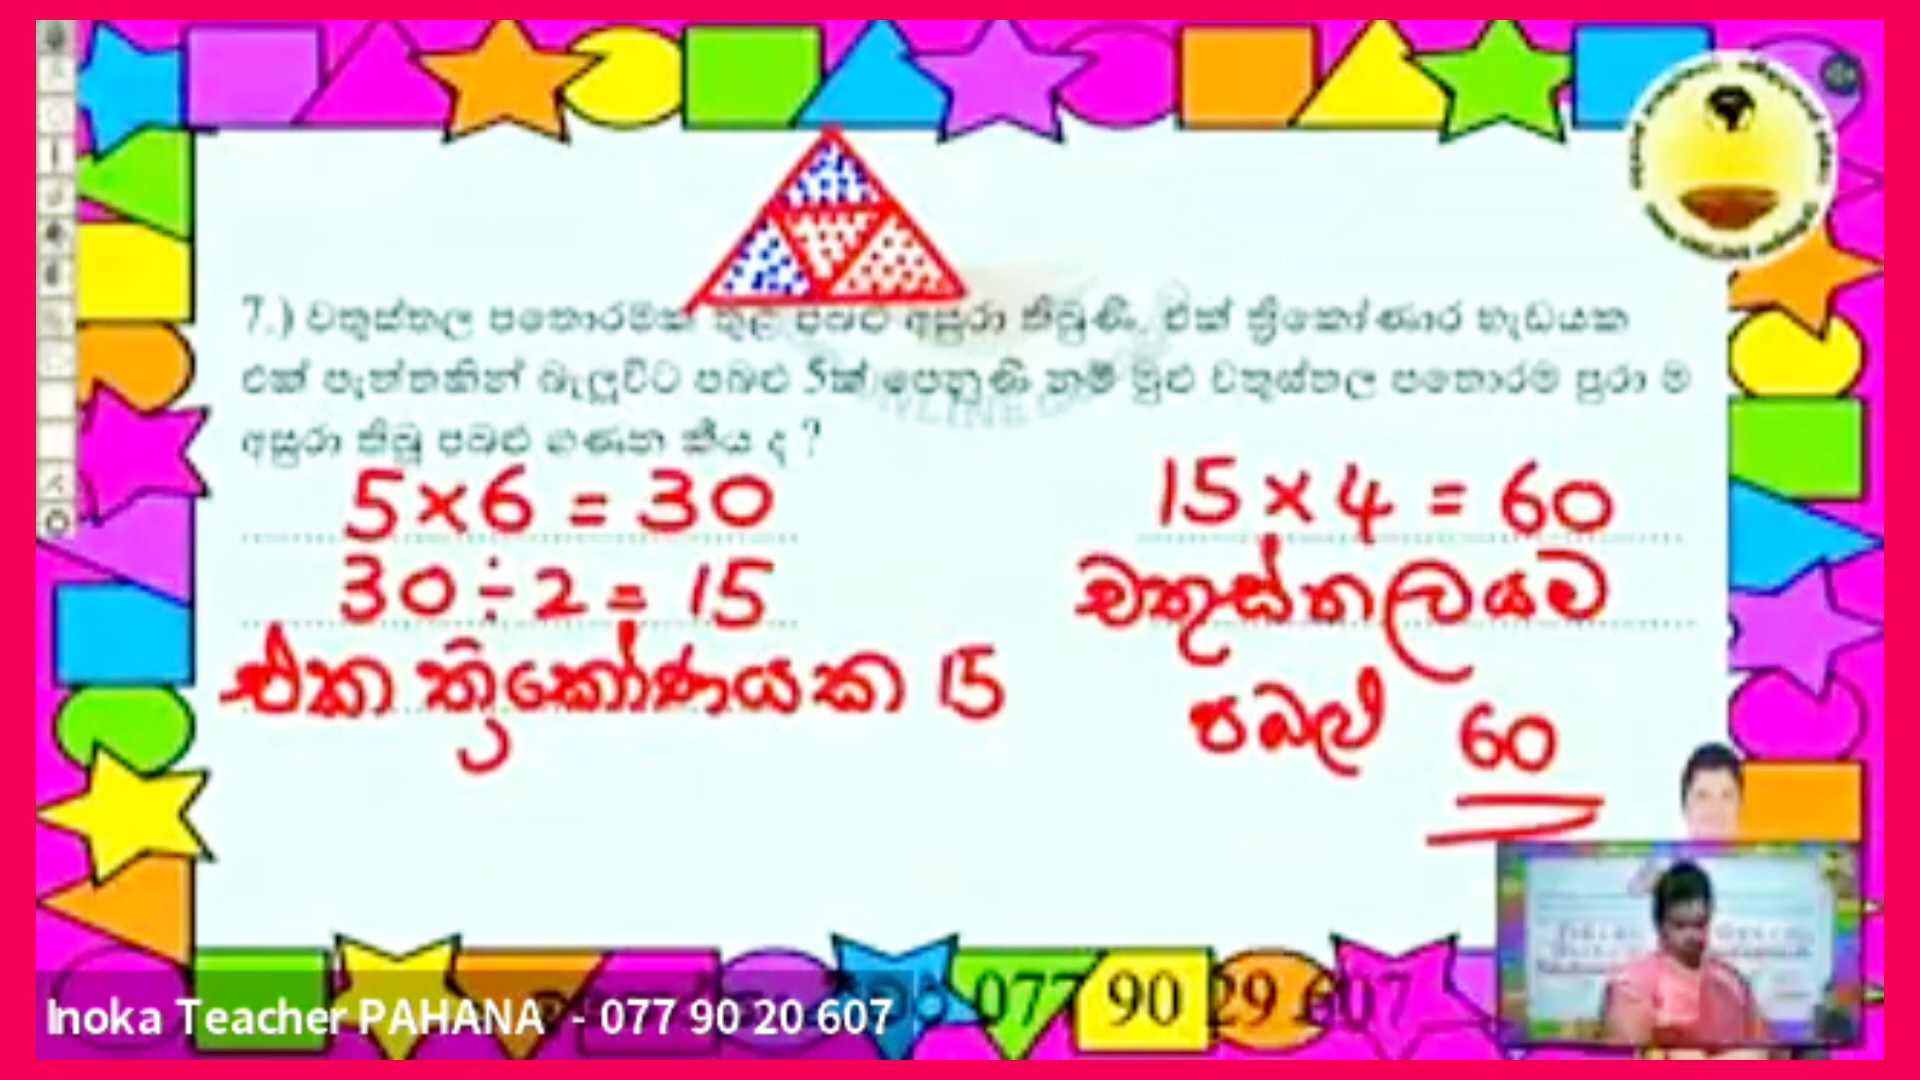 7.) චතුස්තල පතොරමක් තුළ පබළු අසුරා තිබුණි. එක් ත්‍රිකෝණාර හැඩයක
එක් පැත්තකින් බැලූවිට පබළු 5ක් පෙනුණි නම් මුළු චතුස්තල පතොරම පුරා ම
අසුරා තිබූ පබළු ගණන කීය ද ?
5 × 6 = 30
30 ÷ 2 = 15
එක ත්‍රිකෝණයක 15
15 × 4 = 60
චතුස්තලයම
පබළු 60
077 90 29 607
Inoka Teacher PAHANA - 077 90 20 607